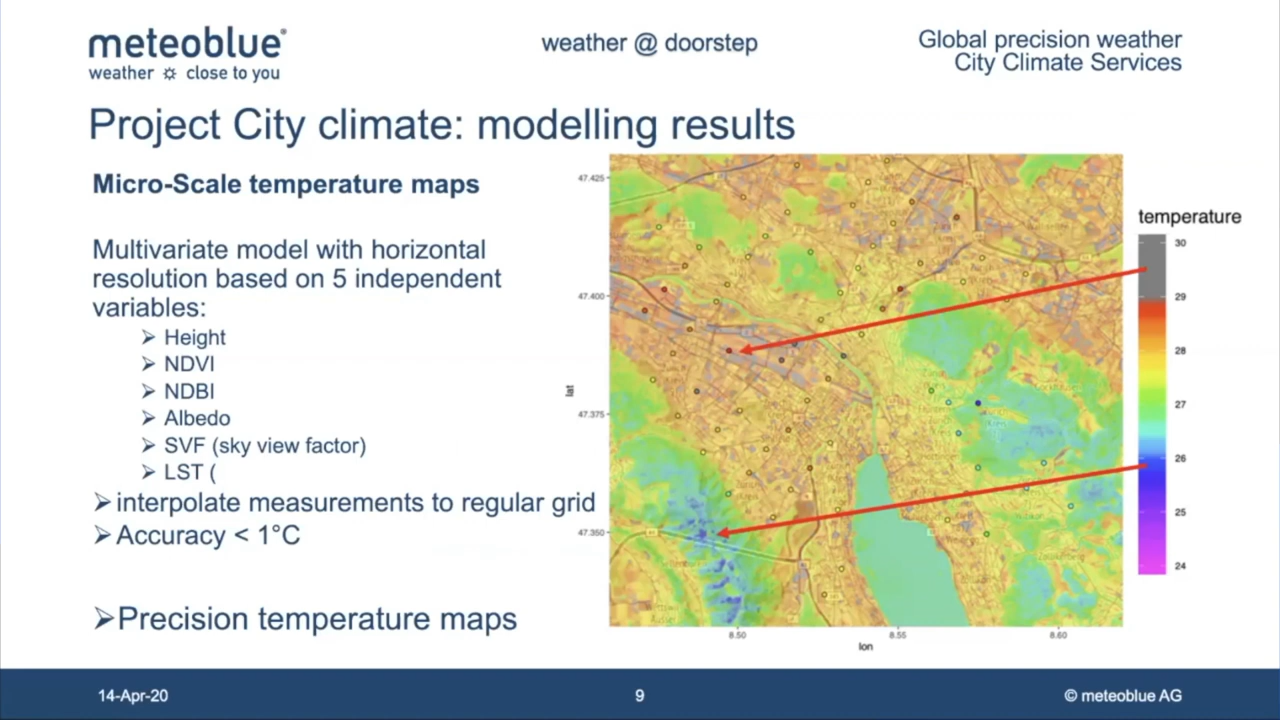 meteoblue®
weather ☼ close to you
weather @ doorstep
Global precision weather
City Climate Services
Project City climate: modelling results
Micro-Scale temperature maps
Multivariate model with horizontal
resolution based on 5 independent
variables:
➢ Height
➢ NDVI
➢ NDBI
➢ Albedo
➢ SVF (sky view factor)
➢ LST (
➢ interpolate measurements to regular grid
➢ Accuracy < 1°C
➢ Precision temperature maps
47.425
47.400
47.375
47.350
lat
8.50
8.55
8.60
lon
temperature
30
29
28
27
26
25
24
14-Apr-20
9
© meteoblue AG